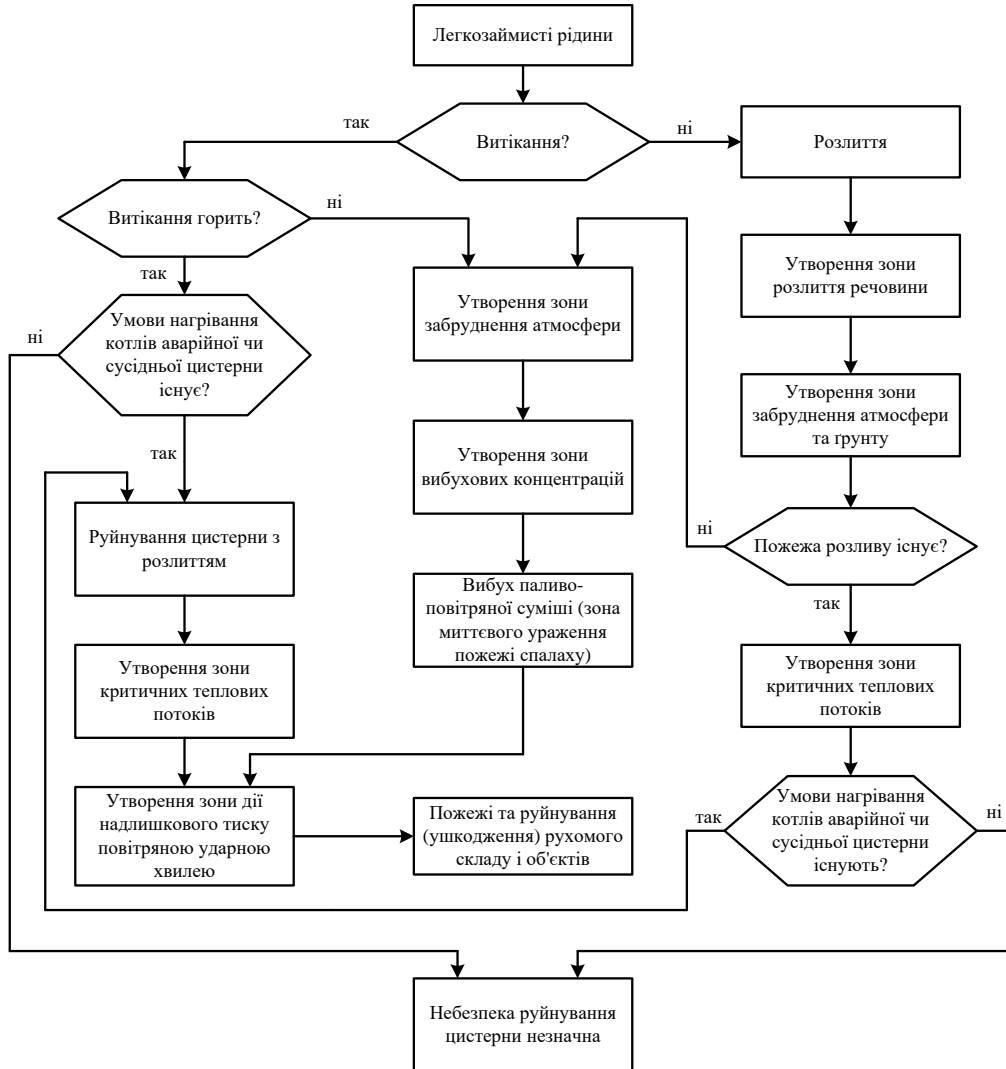 Легкозаймисті рідини
так
Витікання?
ні
Розлиття
Витікання горить?
ні
так
Утворення зони
розлиття речовини
Утворення зони
забруднення атмосфери
ні
Умови нагрівання
котлів аварійної чи
сусідньої цистерни
існує?
так
Утворення зони
забруднення атмосфери
та ґрунту
Утворення зони
вибухових концентрацій
Руйнування цистерни з
розлиттям
ні
Пожежа розливу існує?
так
Вибух паливо-
повітряної суміші (зона
миттєвого ураження
пожежі спалаху)
Утворення зони
критичних теплових
потоків
Утворення зони
критичних теплових
потоків
Утворення зони дії
надлишкового тиску
повітряною ударною
хвилею
Пожежі та руйнування
(ушкодження) рухомого
складу і об'єктів
так
Умови нагрівання
котлів аварійної чи
сусідньої цистерни
існують?
ні
Небезпека руйнування
цистерни незначна